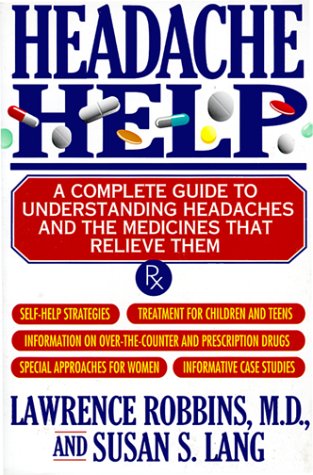 HEADACHE
HELP
A COMPLETE GUIDE TO
UNDERSTANDING HEADACHES
AND THE MEDICINES THAT
RELIEVE THEM
Rx
SELF-HELP STRATEGIES
TREATMENT FOR CHILDREN AND TEENS
INFORMATION ON OVER-THE-COUNTER AND PRESCRIPTION DRUGS
SPECIAL APPROACHES FOR WOMEN
INFORMATIVE CASE STUDIES
LAWRENCE ROBBINS, M.D.,
AND SUSAN S. LANG